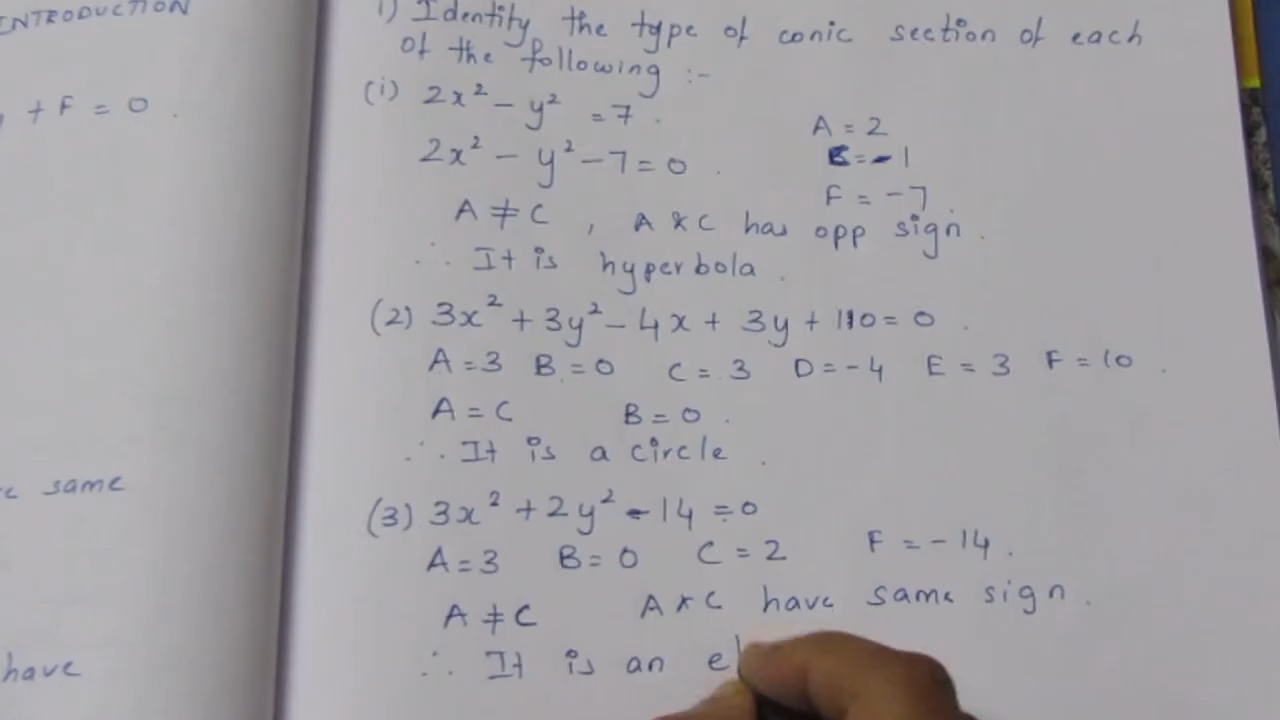 INTRODUCTION
+ F = 0 .
same
have
1) Identify the type of conic section of each
of the following :-
(i) 2x² - y² = 7 .
2x² - y² - 7 = 0 .
A = 2
C = -1
F = -7 .
A ≠ C , A & C has opp sign .
∴ It is hyperbola .
(2) 3x² + 3y² - 4x + 3y + 110 = 0 .
A = 3 B = 0 C = 3 D = -4 E = 3 F = 10 .
A = C B = 0 .
∴ It is a circle .
(3) 3x² + 2y² - 14 = 0
A = 3 B = 0 C = 2 F = -14 .
A ≠ C A & C have same sign .
∴ It is an el